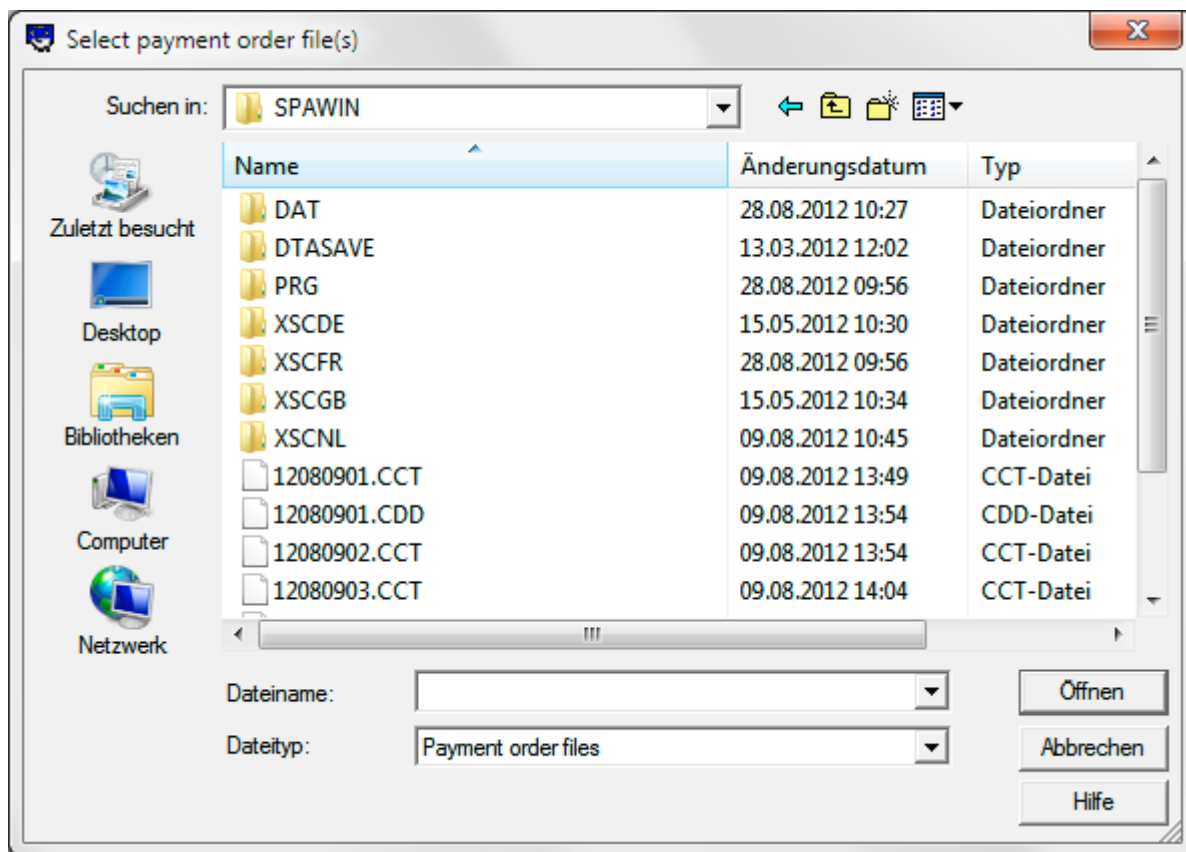 Select payment order file(s)
Suchen in: SPAWIN
Name Änderungsdatum Typ
DAT 28.08.2012 10:27 Dateiordner
DTASAVE 13.03.2012 12:02 Dateiordner
PRG 28.08.2012 09:56 Dateiordner
XSCDE 15.05.2012 10:30 Dateiordner
XSCFR 28.08.2012 09:56 Dateiordner
XSCGB 15.05.2012 10:34 Dateiordner
XSCNL 09.08.2012 10:45 Dateiordner
12080901.CCT 09.08.2012 13:49 CCT-Datei
12080901.CDD 09.08.2012 13:54 CDD-Datei
12080902.CCT 09.08.2012 13:54 CCT-Datei
12080903.CCT 09.08.2012 14:04 CCT-Datei
Zuletzt besucht
Desktop
Bibliotheken
Computer
Netzwerk
Dateiname:
Öffnen
Dateityp: Payment order files
Abbrechen
Hilfe